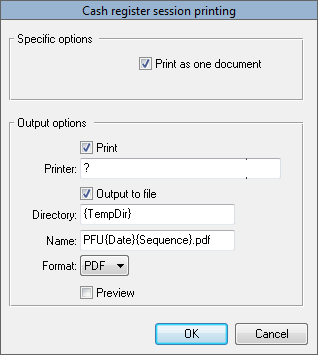 Cash register session printing
Specific options
Print as one document
Output options
Print
Printer: ?
Output to file
Directory: {TempDir}
Name: PFU{Date}{Sequence}.pdf
Format: PDF
Preview
OK Cancel